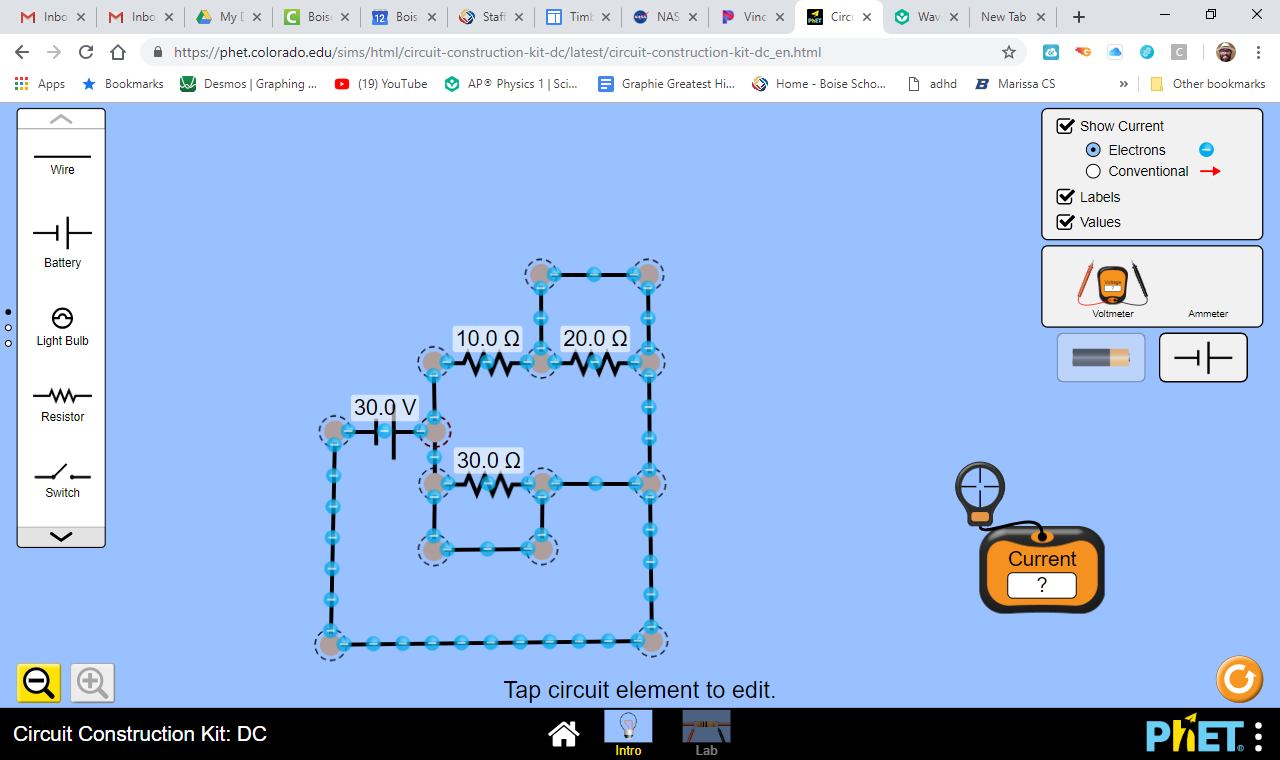 Inbo
Inbo
My D
Bois
Bois
Staff
Timb
NAS
Vinc
Circu
Wav
New Tab
https://phet.colorado.edu/sims/html/circuit-construction-kit-dc/latest/circuit-construction-kit-dc_en.html
Apps
Bookmarks
Desmos | Graphing ...
(19) YouTube
AP® Physics 1 | Sci...
Graphie Greatest Hi...
Home - Boise Scho...
adhd
Marissa CS
»
Other bookmarks
Wire
Battery
Light Bulb
Resistor
Switch
Show Current
Electrons
Conventional
Labels
Values
Voltage
?
Voltmeter
Ammeter
10.0 Ω
20.0 Ω
30.0 V
30.0 Ω
Current
?
Tap circuit element to edit.
Circuit Construction Kit: DC
Intro
Lab
PhET